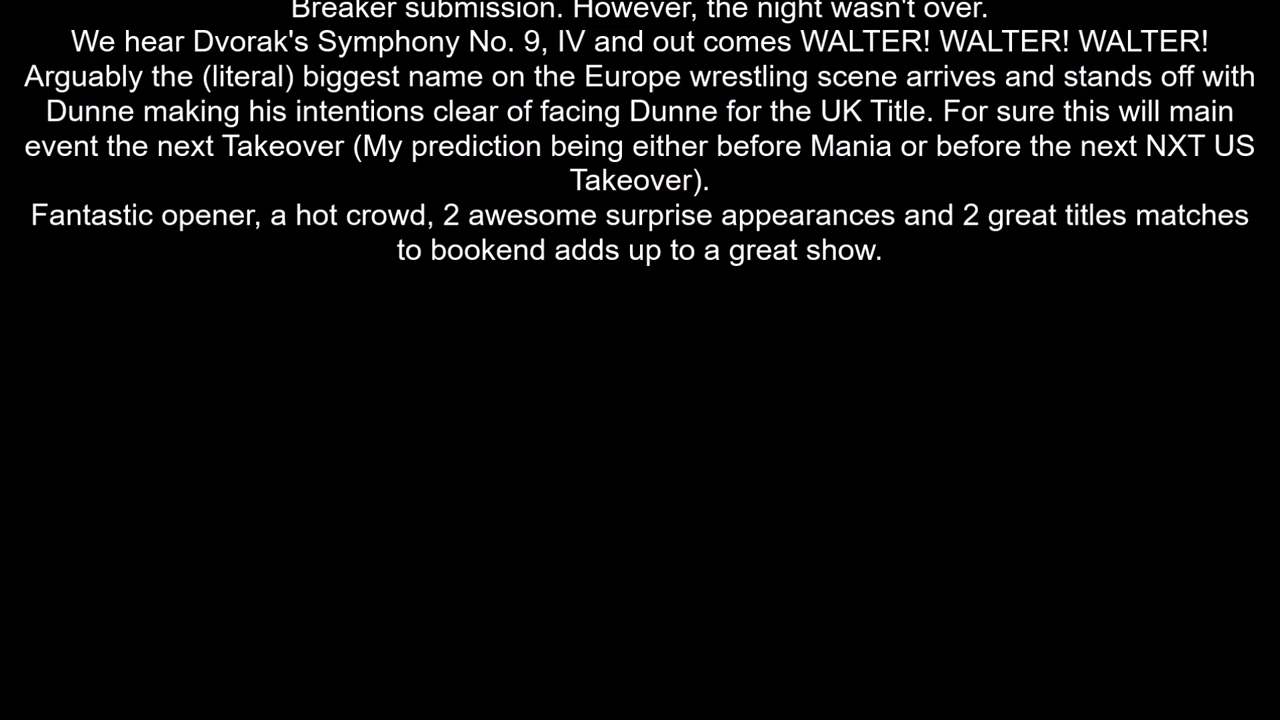 Breaker submission. However, the night wasn't over.
We hear Dvorak's Symphony No. 9, IV and out comes WALTER! WALTER! WALTER!
Arguably the (literal) biggest name on the Europe wrestling scene arrives and stands off with
Dunne making his intentions clear of facing Dunne for the UK Title. For sure this will main
event the next Takeover (My prediction being either before Mania or before the next NXT US
Takeover).
Fantastic opener, a hot crowd, 2 awesome surprise appearances and 2 great titles matches
to bookend adds up to a great show.